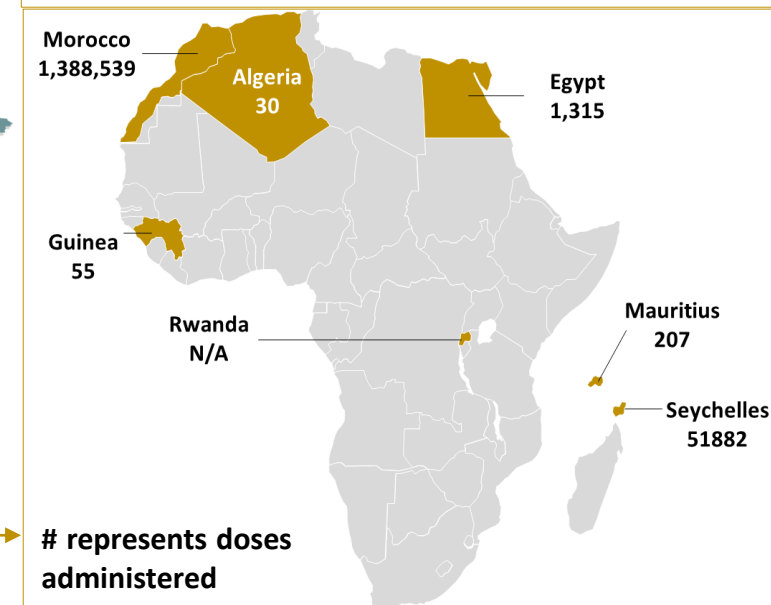 Morocco
1,388,539
Algeria
30
Egypt
1,315
Guinea
55
Rwanda
N/A
Mauritius
207
Seychelles
51882
# represents doses
administered